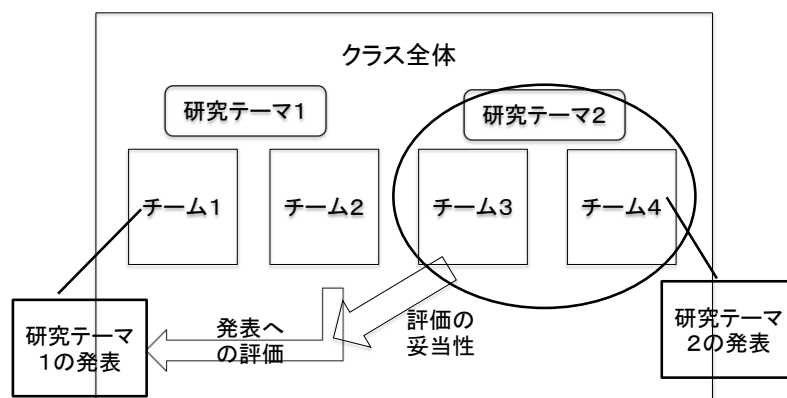 クラス全体
研究テーマ1
研究テーマ2
チーム1
チーム2
チーム3
チーム4
研究テーマ
1の発表
発表へ
の評価
評価の
妥当性
研究テーマ
2の発表